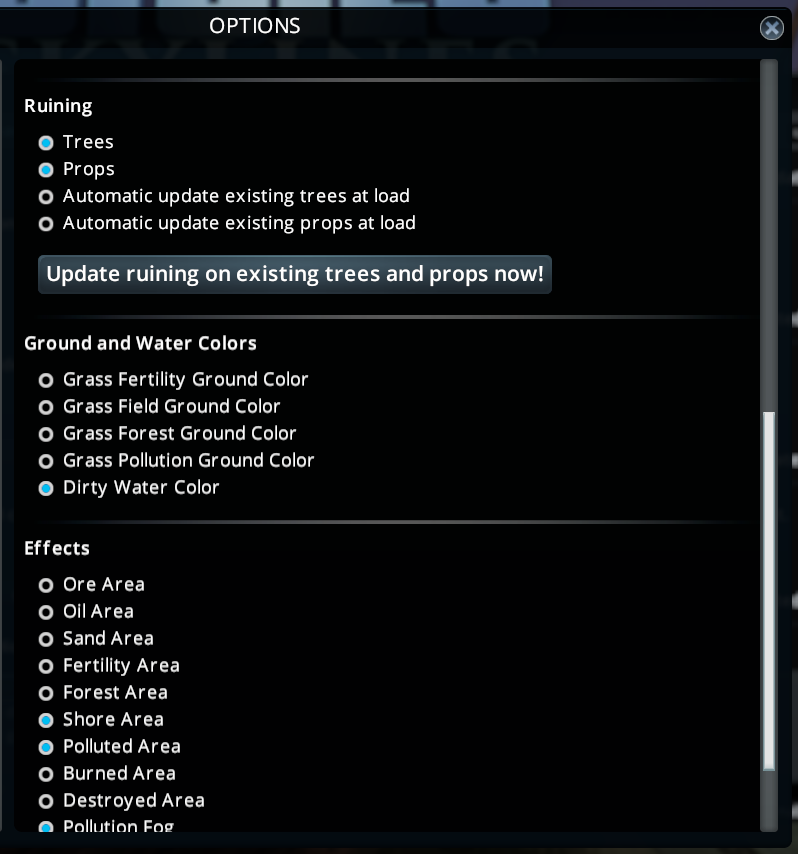 OPTIONS
Ruining
Trees
Props
Automatic update existing trees at load
Automatic update existing props at load
Update ruining on existing trees and props now!
Ground and Water Colors
Grass Fertility Ground Color
Grass Field Ground Color
Grass Forest Ground Color
Grass Pollution Ground Color
Dirty Water Color
Effects
Ore Area
Oil Area
Sand Area
Fertility Area
Forest Area
Shore Area
Polluted Area
Burned Area
Destroyed Area
Pollution Fog